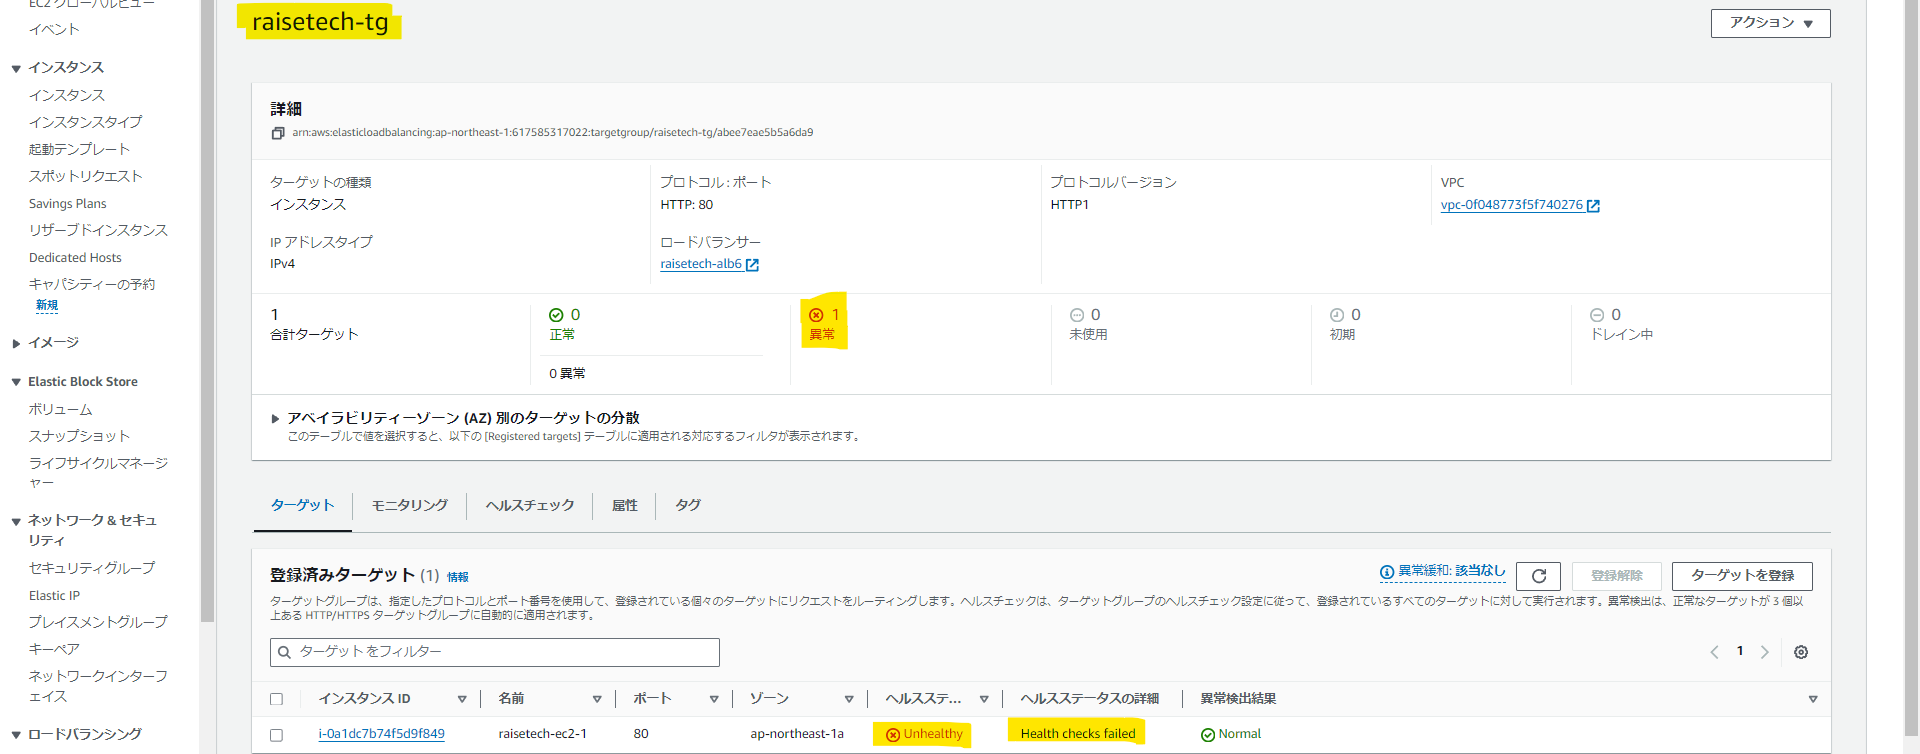 EC2 グローバルビュー
イベント
インスタンス
インスタンス
インスタンスタイプ
起動テンプレート
スポットリクエスト
Savings Plans
リザーブドインスタンス
Dedicated Hosts
キャパシティーの予約
新規
イメージ
Elastic Block Store
ボリューム
スナップショット
ライフサイクルマネージ
ャー
ネットワーク & セキュ
リティ
セキュリティグループ
Elastic IP
プレイスメントグループ
キーペア
ネットワークインターフ
ェイス
ロードバランシング
raisetech-tg
アクション
詳細
arn:aws:elasticloadbalancing:ap-northeast-1:617585317022:targetgroup/raisetech-tg/abee7eae5b5a6da9
ターゲットの種類
インスタンス
プロトコル : ポート
HTTP: 80
プロトコルバージョン
HTTP1
VPC
vpc-0f048773f5f740276
IP アドレスタイプ
IPv4
ロードバランサー
raisetech-alb6
1
合計ターゲット
0
正常
0 異常
1
異常
0
未使用
0
初期
0
ドレイン中
アベイラビリティーゾーン (AZ) 別のターゲットの分散
このテーブルで値を選択すると、以下の [Registered targets] テーブルに適用される対応するフィルタが表示されます。
ターゲット
モニタリング
ヘルスチェック
属性
タグ
登録済みターゲット (1) 情報
異常緩和: 該当なし
登録解除
ターゲットを登録
ターゲットグループは、指定したプロトコルとポート番号を使用して、登録されている個々のターゲットにリクエストをルーティングします。ヘルスチェックは、ターゲットグループのヘルスチェック設定に従って、登録されているすべてのターゲットに対して実行されます。異常検出は、正常なターゲットが 3 個以
上ある HTTP/HTTPS ターゲットグループに自動的に適用されます。
ターゲット をフィルター
1
インスタンス ID
名前
ポート
ゾーン
ヘルスステ...
ヘルスステータスの詳細
異常検出結果
i-0a1dc7b74f5d9f849
raisetech-ec2-1
80
ap-northeast-1a
Unhealthy
Health checks failed
Normal